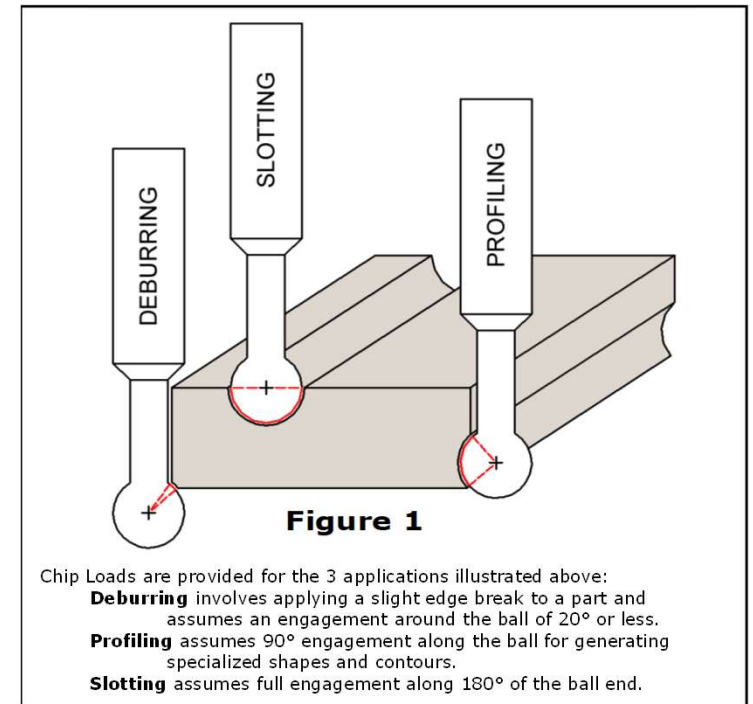 DEBURRING
SLOTTING
PROFILING
Figure 1
Chip Loads are provided for the 3 applications illustrated above:
Deburring involves applying a slight edge break to a part and
assumes an engagement around the ball of 20° or less.
Profiling assumes 90° engagement along the ball for generating
specialized shapes and contours.
Slotting assumes full engagement along 180° of the ball end.